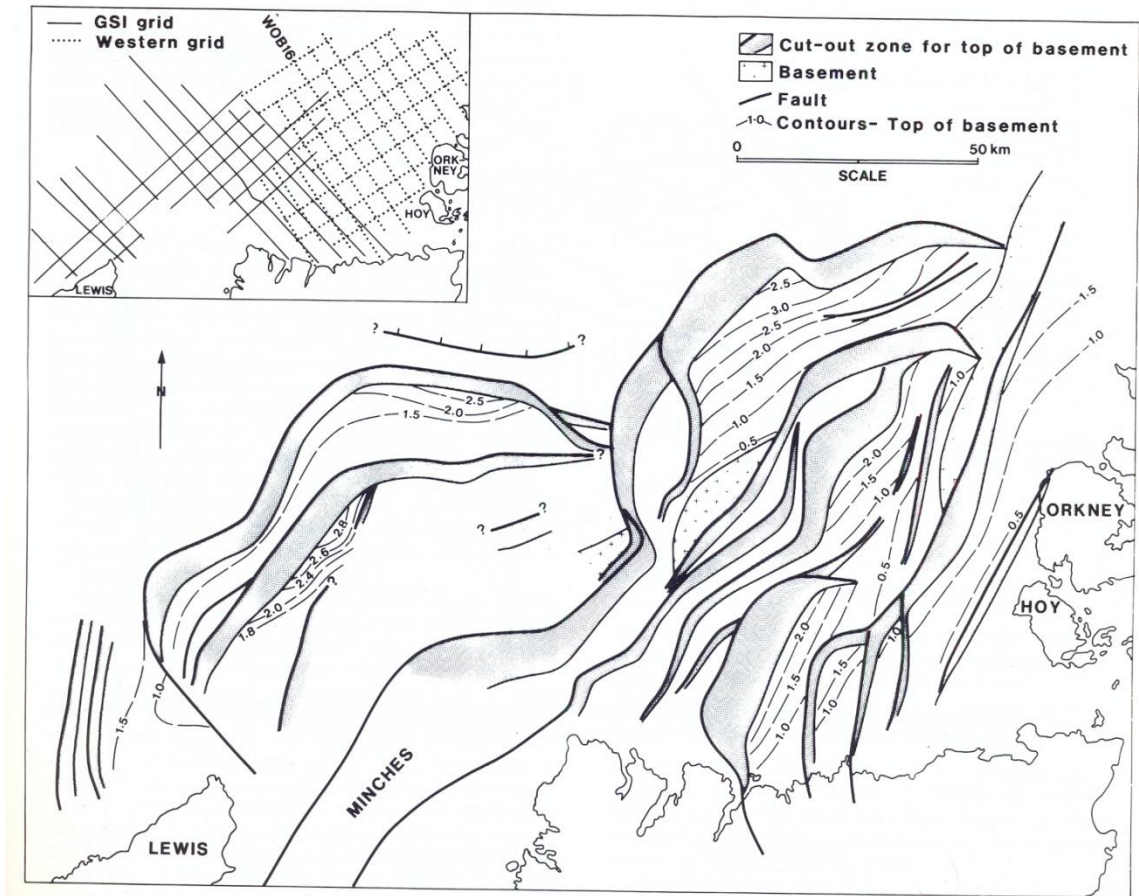 GSI grid
Western grid
WOB16
ORK
NEY
HOY
LEWIS
Cut-out zone for top of basement
Basement
Fault
1·0
Contours- Top of basement
0
50 km
SCALE
N
?
?
2.5
3.0
2.5
2.0
1.5
1.0
0.5
1.5
1.0
1.0
2.5
2.0
1.5
?
?
?
2.8
2.6
2.4
2.0
1.8
?
2.0
1.5
1.0
0.5
0.5
2.0
1.5
1.0
1.0
1.5
1.0
1.0
1.5
ORKNEY
HOY
MINCHES
LEWIS